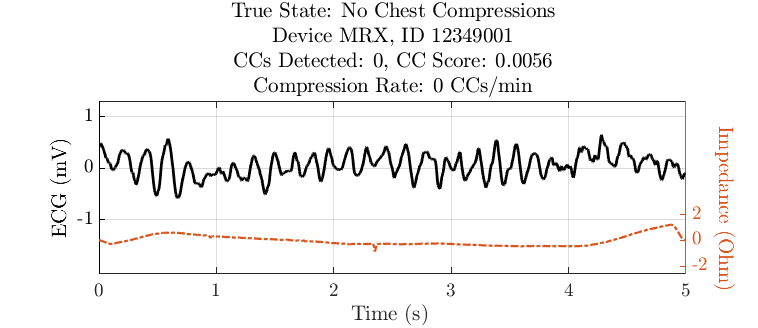 True State: No Chest Compressions
Device MRX, ID 12349001
CCs Detected: 0, CC Score: 0.0056
Compression Rate: 0 CCs/min
ECG (mV)
1
0
-1
Impedance (Ohm)
2
0
-2
0 1 2 3 4 5
Time (s)